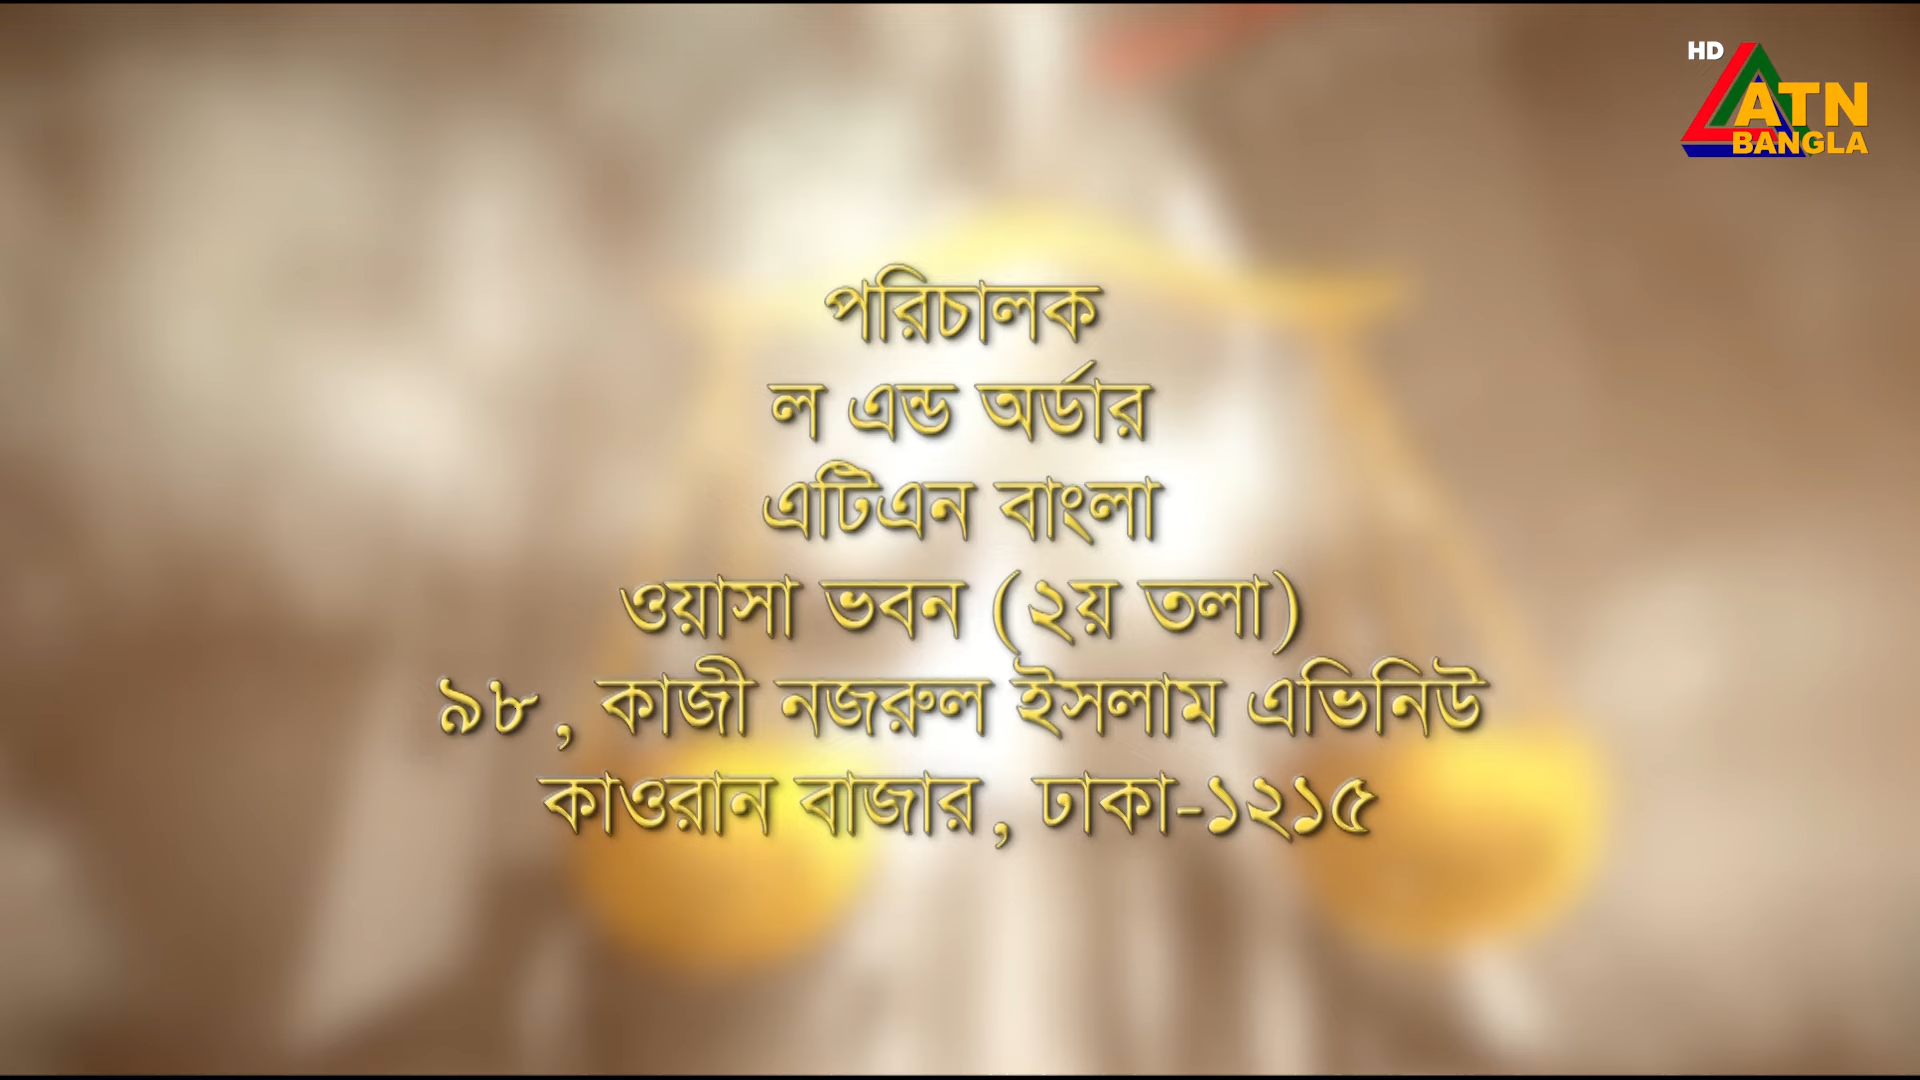 HD
ATN
BANGLA
পরিচালক
ল এন্ড অর্ডার
এটিএন বাংলা
ওয়াসা ভবন (২য় তলা)
৯৮, কাজী নজরুল ইসলাম এভিনিউ
কাওরান বাজার, ঢাকা-১২১৫